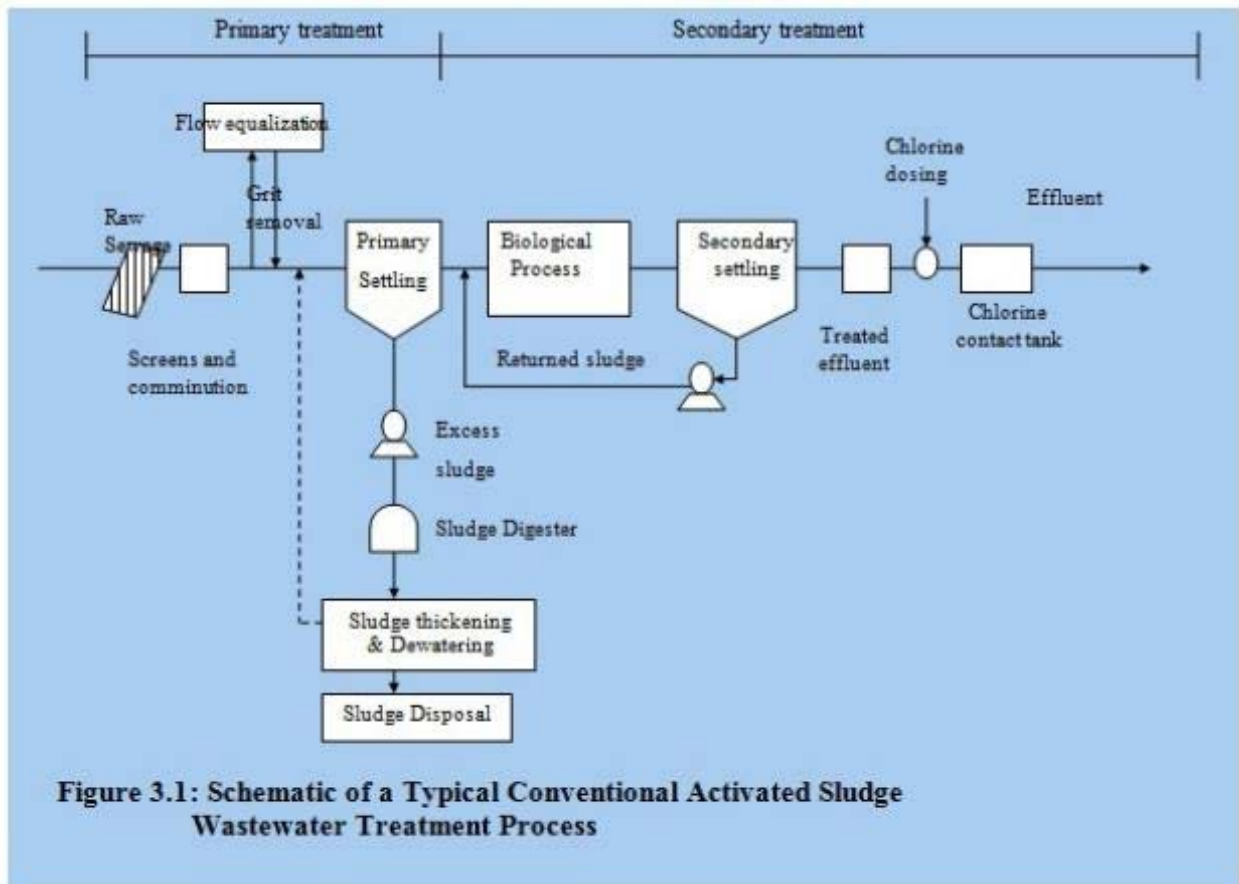 Primary treatment
Secondary treatment
Flow equalization
Grit
removal
Raw
Sewage
Screens and
comminution
Primary
Settling
Biological
Process
Secondary
settling
Returned sludge
Treated
effluent
Chlorine
dosing
Chlorine
contact tank
Effluent
Excess
sludge
Sludge Digester
Sludge thickening
& Dewatering
Sludge Disposal
Figure 3.1: Schematic of a Typical Conventional Activated Sludge
Wastewater Treatment Process